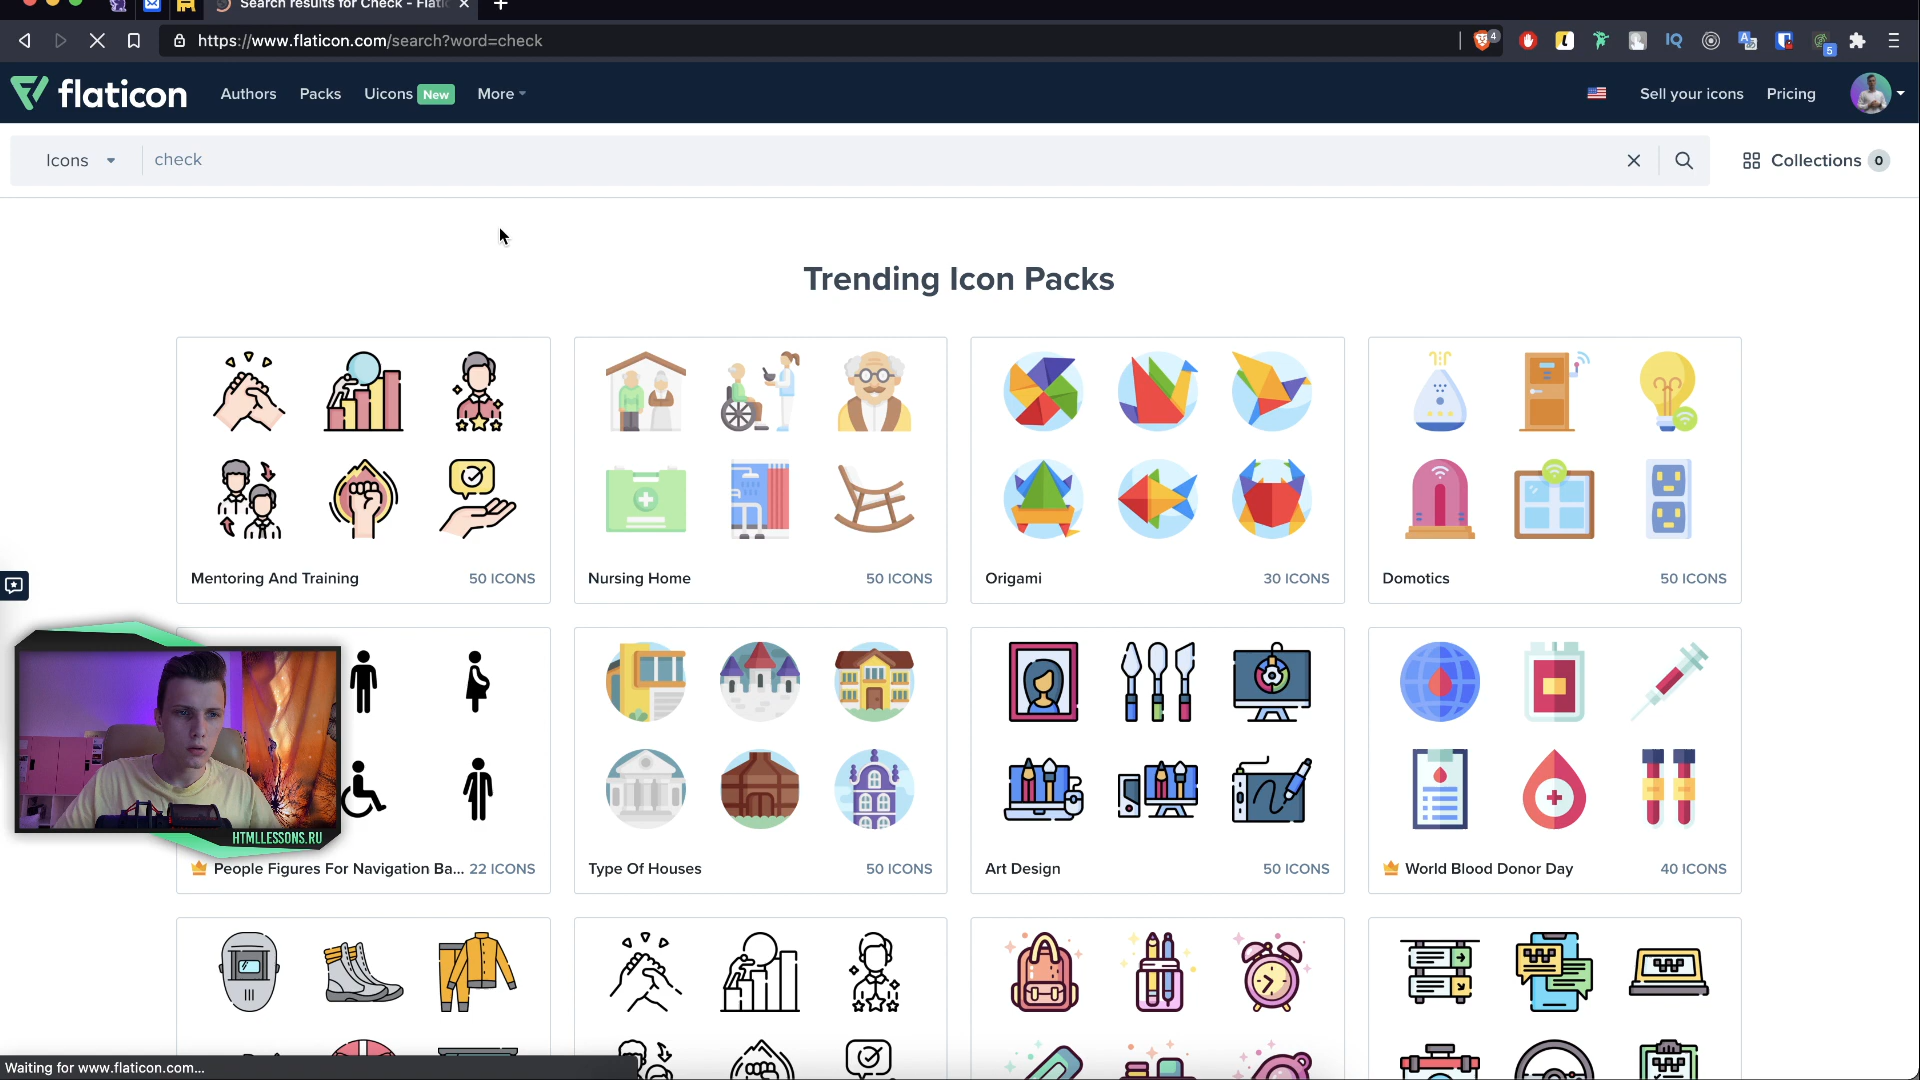 Search results for Check - Flatic
4
https://www.flaticon.com/search?word=check
IQ
5
flaticon
Authors
Packs
Uicons New
More
Sell your icons
Pricing
Icons
check
Collections 0
Trending Icon Packs
Mentoring And Training 50 ICONS
Nursing Home 50 ICONS
Origami 30 ICONS
Domotics 50 ICONS
HTMLLESSONS.RU
People Figures For Navigation Ba... 22 ICONS
Type Of Houses 50 ICONS
Art Design 50 ICONS
World Blood Donor Day 40 ICONS
Waiting for www.flaticon.com...